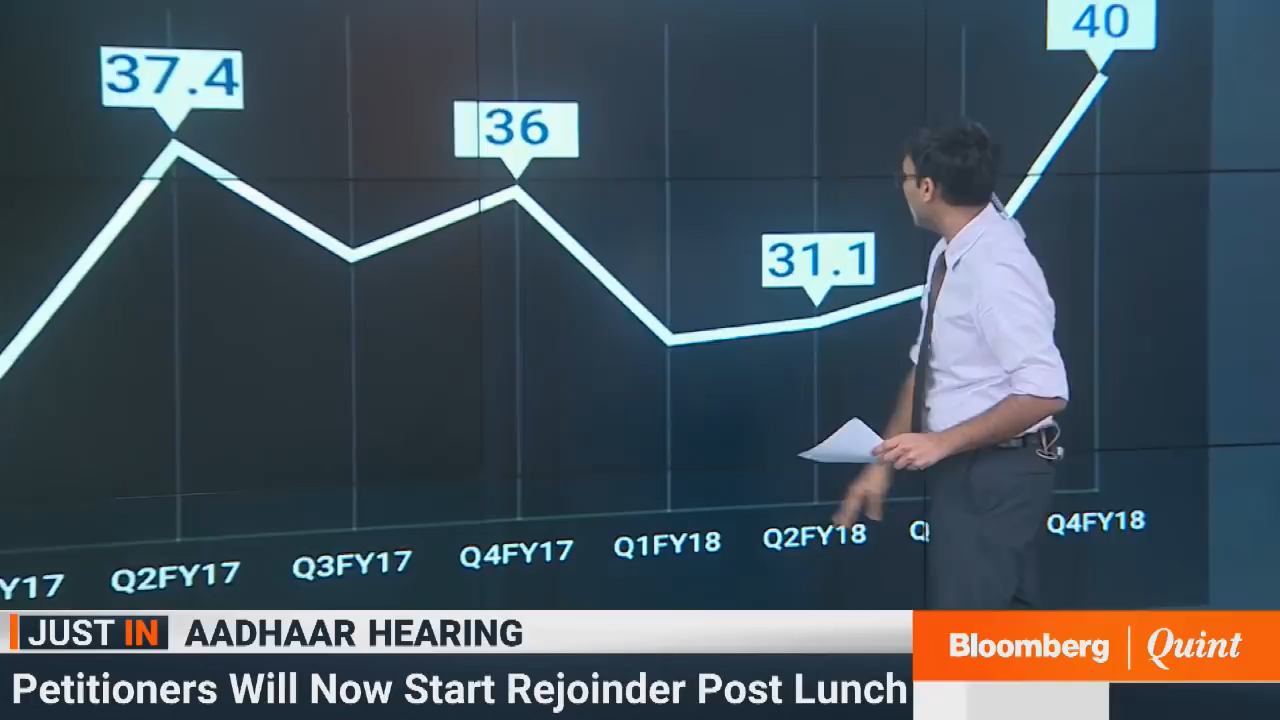 37.4
36
31.1
40
Y17
Q2FY17
Q3FY17
Q4FY17
Q1FY18
Q2FY18
Q4FY18
JUST IN AADHAAR HEARING
Petitioners Will Now Start Rejoinder Post Lunch
Bloomberg | Quint